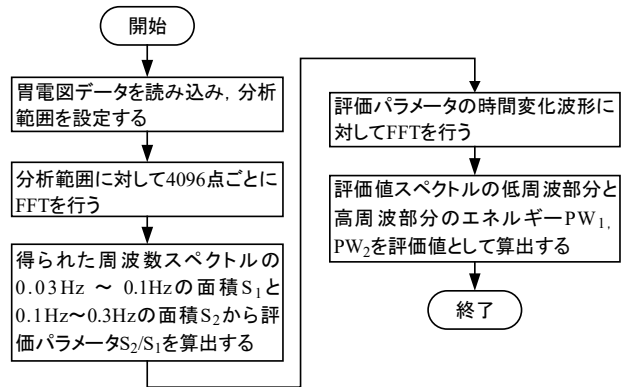 開始
胃電図データを読み込み，分析
範囲を設定する
分析範囲に対して4096点ごとに
FFTを行う
得られた周波数スペクトルの
0.03Hz ～ 0.1Hzの面積S₁と
0.1Hz～0.3Hzの面積S₂から評
価パラメータS₂/S₁を算出する
評価パラメータの時間変化波形に
対してFFTを行う
評価値スペクトルの低周波部分と
高周波部分のエネルギーPW₁,
PW₂を評価値として算出する
終了